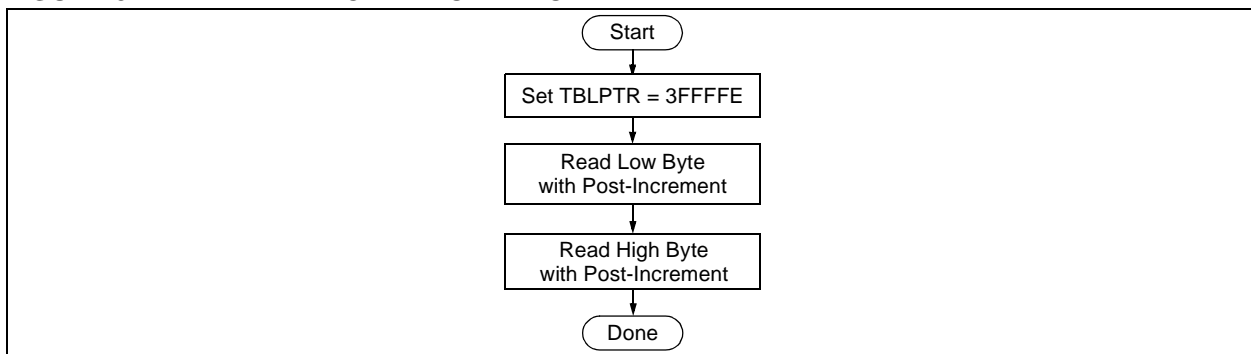 Start
Set TBLPTR = 3FFFFE
Read Low Byte
with Post-Increment
Read High Byte
with Post-Increment
Done